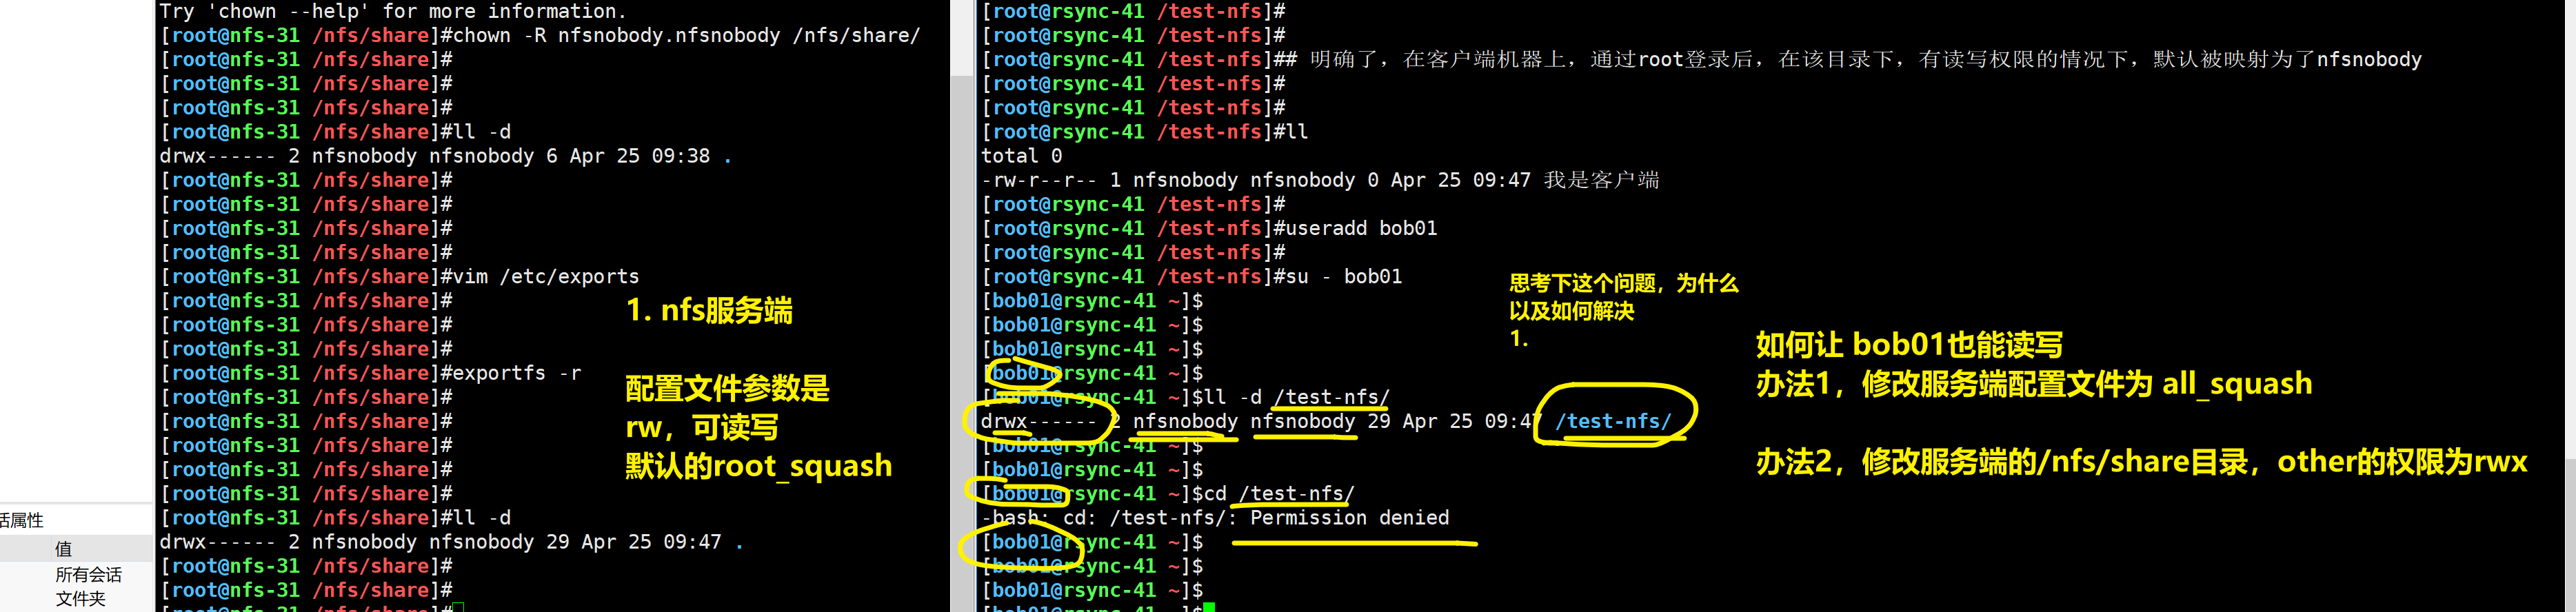 Try 'chown --help' for more information.
[root@nfs-31 /nfs/share]#chown -R nfsnobody.nfsnobody /nfs/share/
[root@nfs-31 /nfs/share]#
[root@nfs-31 /nfs/share]#
[root@nfs-31 /nfs/share]#
[root@nfs-31 /nfs/share]#ll -d
drwx------ 2 nfsnobody nfsnobody 6 Apr 25 09:38 .
[root@nfs-31 /nfs/share]#
[root@nfs-31 /nfs/share]#
[root@nfs-31 /nfs/share]#
[root@nfs-31 /nfs/share]#
[root@nfs-31 /nfs/share]#vim /etc/exports
[root@nfs-31 /nfs/share]#
[root@nfs-31 /nfs/share]#
[root@nfs-31 /nfs/share]#
[root@nfs-31 /nfs/share]#exportfs -r
[root@nfs-31 /nfs/share]#
[root@nfs-31 /nfs/share]#
[root@nfs-31 /nfs/share]#
[root@nfs-31 /nfs/share]#
[root@nfs-31 /nfs/share]#
[root@nfs-31 /nfs/share]#ll -d
drwx------ 2 nfsnobody nfsnobody 29 Apr 25 09:47 .
[root@nfs-31 /nfs/share]#
[root@nfs-31 /nfs/share]#
[root@nfs-31 /nfs/share]#
1. nfs服务端
配置文件参数是
rw，可读写
默认的root_squash
话属性
值
所有会话
文件夹
[root@rsync-41 /test-nfs]#
[root@rsync-41 /test-nfs]#
[root@rsync-41 /test-nfs]## 明确了，在客户端机器上，通过root登录后，在该目录下，有读写权限的情况下，默认被映射为了nfsnobody
[root@rsync-41 /test-nfs]#
[root@rsync-41 /test-nfs]#
[root@rsync-41 /test-nfs]#ll
total 0
-rw-r--r-- 1 nfsnobody nfsnobody 0 Apr 25 09:47 我是客户端
[root@rsync-41 /test-nfs]#
[root@rsync-41 /test-nfs]#useradd bob01
[root@rsync-41 /test-nfs]#
[root@rsync-41 /test-nfs]#su - bob01
[bob01@rsync-41 ~]$
[bob01@rsync-41 ~]$
[bob01@rsync-41 ~]$
[bob01@rsync-41 ~]$
[bob01@rsync-41 ~]$ll -d /test-nfs/
drwx------ 2 nfsnobody nfsnobody 29 Apr 25 09:47 /test-nfs/
[bob01@rsync-41 ~]$
[bob01@rsync-41 ~]$
[bob01@rsync-41 ~]$cd /test-nfs/
-bash: cd: /test-nfs/: Permission denied
[bob01@rsync-41 ~]$
[bob01@rsync-41 ~]$
[bob01@rsync-41 ~]$
[bob01@rsync-41 ~]$
思考下这个问题，为什么
以及如何解决
1.
如何让 bob01也能读写
办法1，修改服务端配置文件为 all_squash
办法2，修改服务端的/nfs/share目录，other的权限为rwx